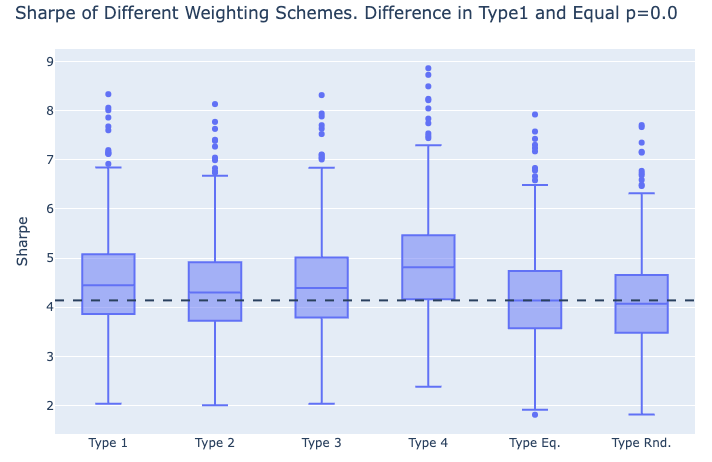 Sharpe of Different Weighting Schemes. Difference in Type1 and Equal p=0.0
9
8
7
6
5
4
3
2
Sharpe
Type 1
Type 2
Type 3
Type 4
Type Eq.
Type Rnd.